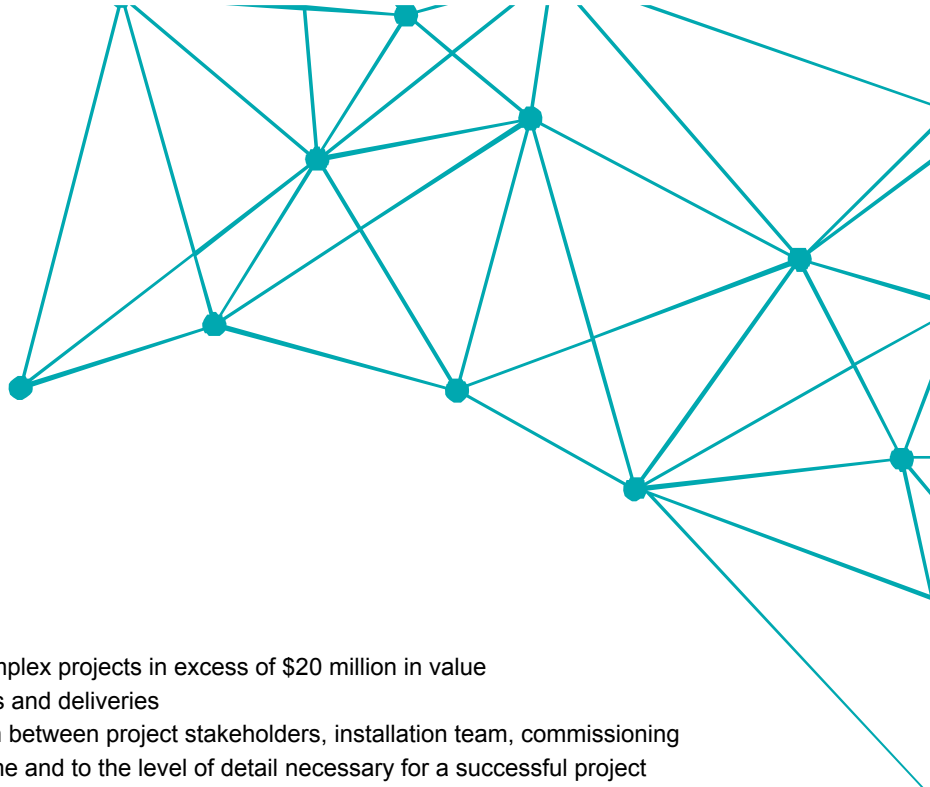 mplex projects in excess of $20 million in value
s and deliveries
n between project stakeholders, installation team, commissioning
ne and to the level of detail necessary for a successful project